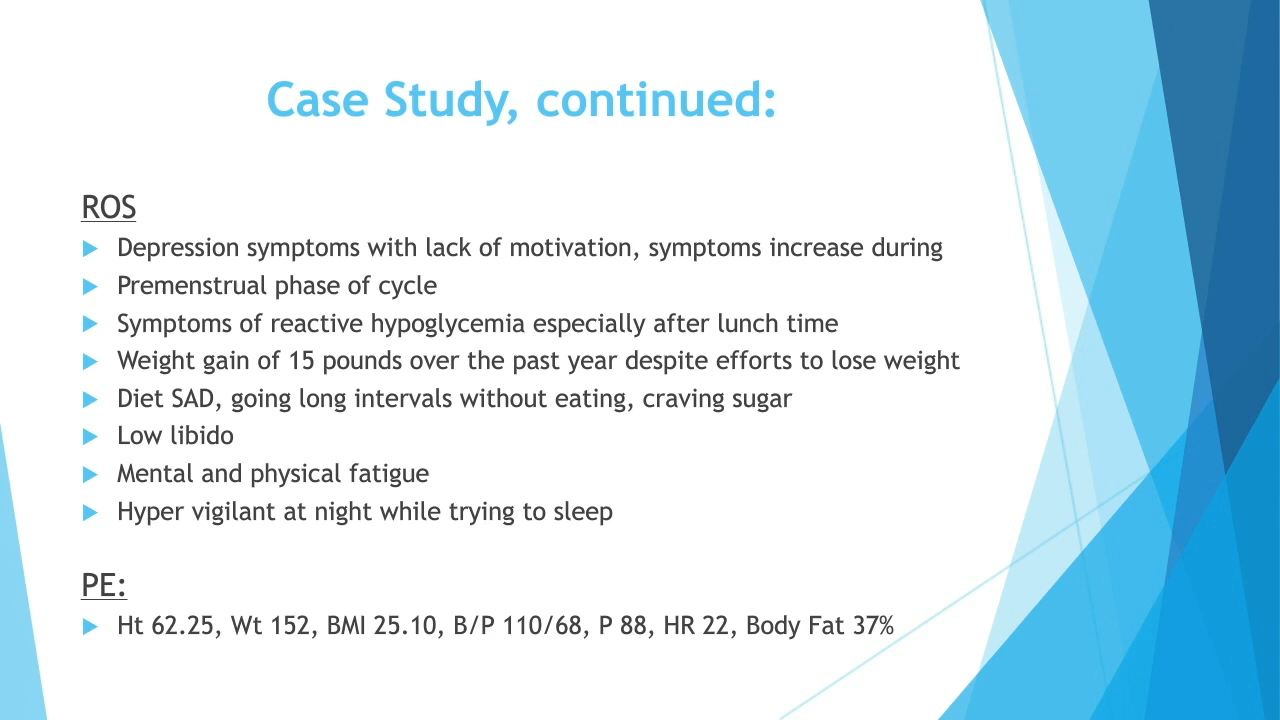 Case Study, continued:
ROS
Depression symptoms with lack of motivation, symptoms increase during
Premenstrual phase of cycle
Symptoms of reactive hypoglycemia especially after lunch time
Weight gain of 15 pounds over the past year despite efforts to lose weight
Diet SAD, going long intervals without eating, craving sugar
Low libido
Mental and physical fatigue
Hyper vigilant at night while trying to sleep
PE:
Ht 62.25, Wt 152, BMI 25.10, B/P 110/68, P 88, HR 22, Body Fat 37%